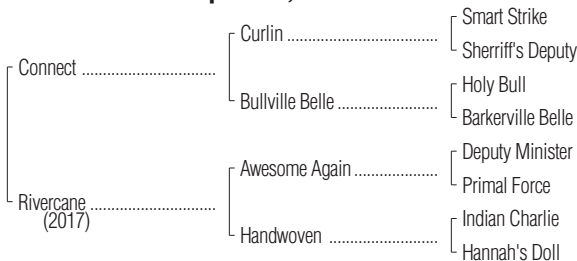 Connect
Rivercane
(2017)
Curlin
Bullville Belle
Awesome Again
Handwoven
Smart Strike
Sherriff's Deputy
Holy Bull
Barkerville Belle
Deputy Minister
Primal Force
Indian Charlie
Hannah's Doll